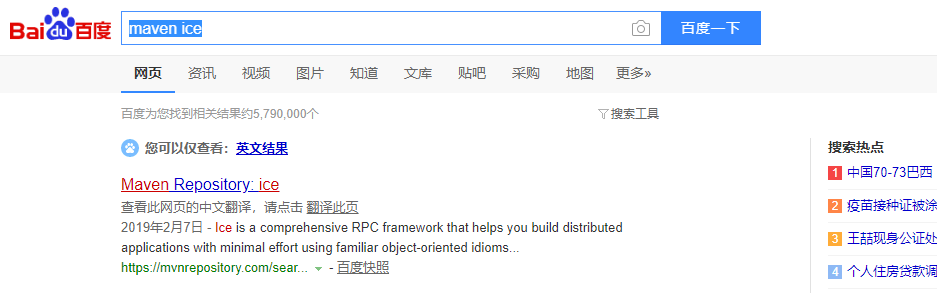 Bai du 百度 maven ice 百度一下
网页 资讯 视频 图片 知道 文库 贴吧 采购 地图 更多»
百度为您找到相关结果约5,790,000个 搜索工具
您可以仅查看：英文结果
Maven Repository: ice
查看此网页的中文翻译，请点击 翻译此页
2019年2月7日 - Ice is a comprehensive RPC framework that helps you build distributed
applications with minimal effort using familiar object-oriented idioms...
https://mvnrepository.com/sear... - 百度快照
搜索热点
1 中国70-73巴西
2 疫苗接种证被涂
3 王喆现身公证处
4 个人住房贷款调